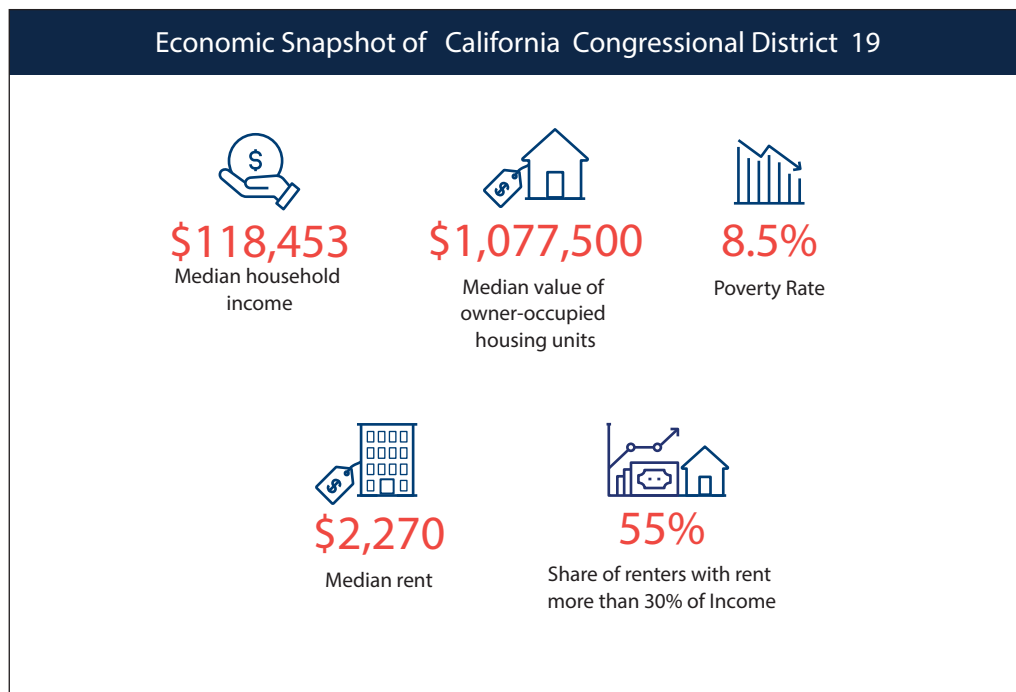 Economic Snapshot of California Congressional District 19
$
$
$118,453
Median household
income
$1,077,500
Median value of
owner-occupied
housing units
8.5%
Poverty Rate
$
$2,270
Median rent
55%
Share of renters with rent
more than 30% of Income